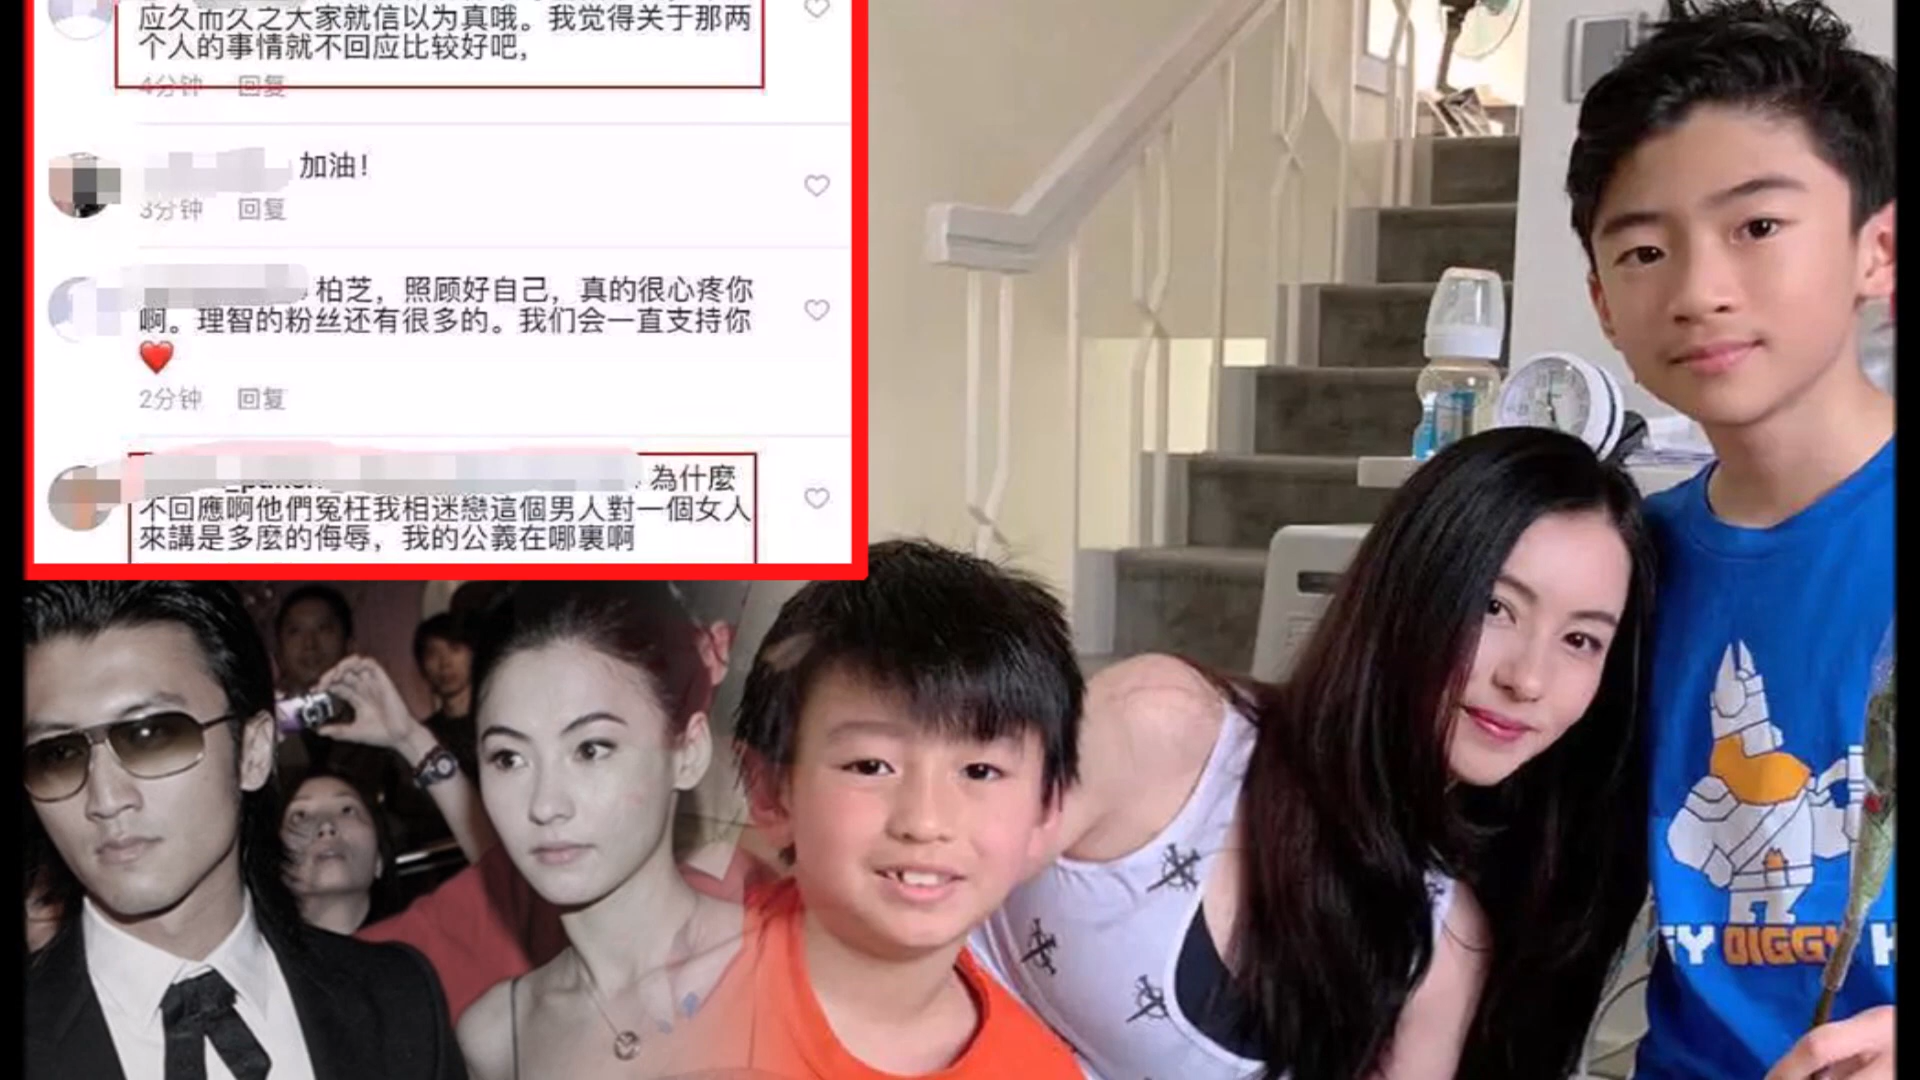 应久而久之大家就信以为真哦。我觉得关于那两
个人的事情就不回应比较好吧,
4分钟 回复
加油！
3分钟 回复
柏芝，照顾好自己，真的很心疼你
啊。理智的粉丝还有很多的。我们会一直支持你
❤️
2分钟 回复
為什麼
不回應啊他們冤枉我相迷戀這個男人對一個女人
來講是多麼的侮辱，我的公義在哪裏啊
DIGGY